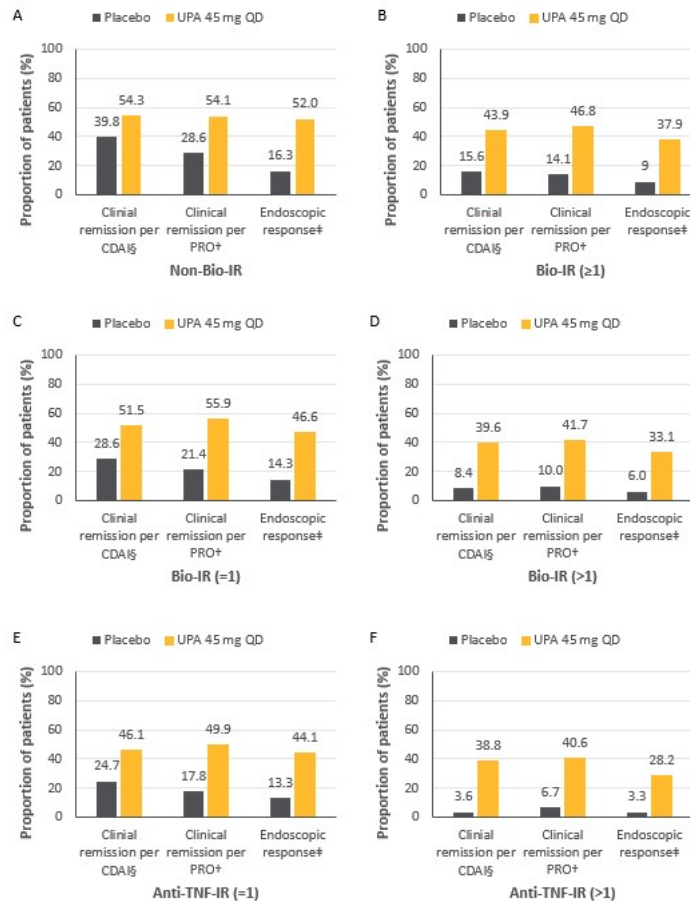 A
Placebo UPA 45 mg QD
Proportion of patients (%)
100
80
60
40
20
0
39.8 54.3
28.6 54.1
16.3 52.0
Clinial remission per CDAI§
Clinical remission per PRO†
Endoscopic response‡
Non-Bio-IR
B
Placebo UPA 45 mg QD
Proportion of patients (%)
100
80
60
40
20
0
15.6 43.9
14.1 46.8
9 37.9
Clinial remission per CDAI§
Clinical remission per PRO†
Endoscopic response‡
Bio-IR (≥1)
C
Placebo UPA 45 mg QD
Proportion of patients (%)
100
80
60
40
20
0
28.6 51.5
21.4 55.9
14.3 46.6
Clinial remission per CDAI§
Clinical remission per PRO†
Endoscopic response‡
Bio-IR (=1)
D
Placebo UPA 45 mg QD
Proportion of patients (%)
100
80
60
40
20
0
8.4 39.6
10.0 41.7
6.0 33.1
Clinial remission per CDAI§
Clinical remission per PRO†
Endoscopic response‡
Bio-IR (>1)
E
Placebo UPA 45 mg QD
Proportion of patients (%)
100
80
60
40
20
0
24.7 46.1
17.8 49.9
13.3 44.1
Clinial remission per CDAI§
Clinical remission per PRO†
Endoscopic response‡
Anti-TNF-IR (=1)
F
Placebo UPA 45 mg QD
Proportion of patients (%)
100
80
60
40
20
0
3.6 38.8
6.7 40.6
3.3 28.2
Clinial remission per CDAI§
Clinical remission per PRO†
Endoscopic response‡
Anti-TNF-IR (>1)